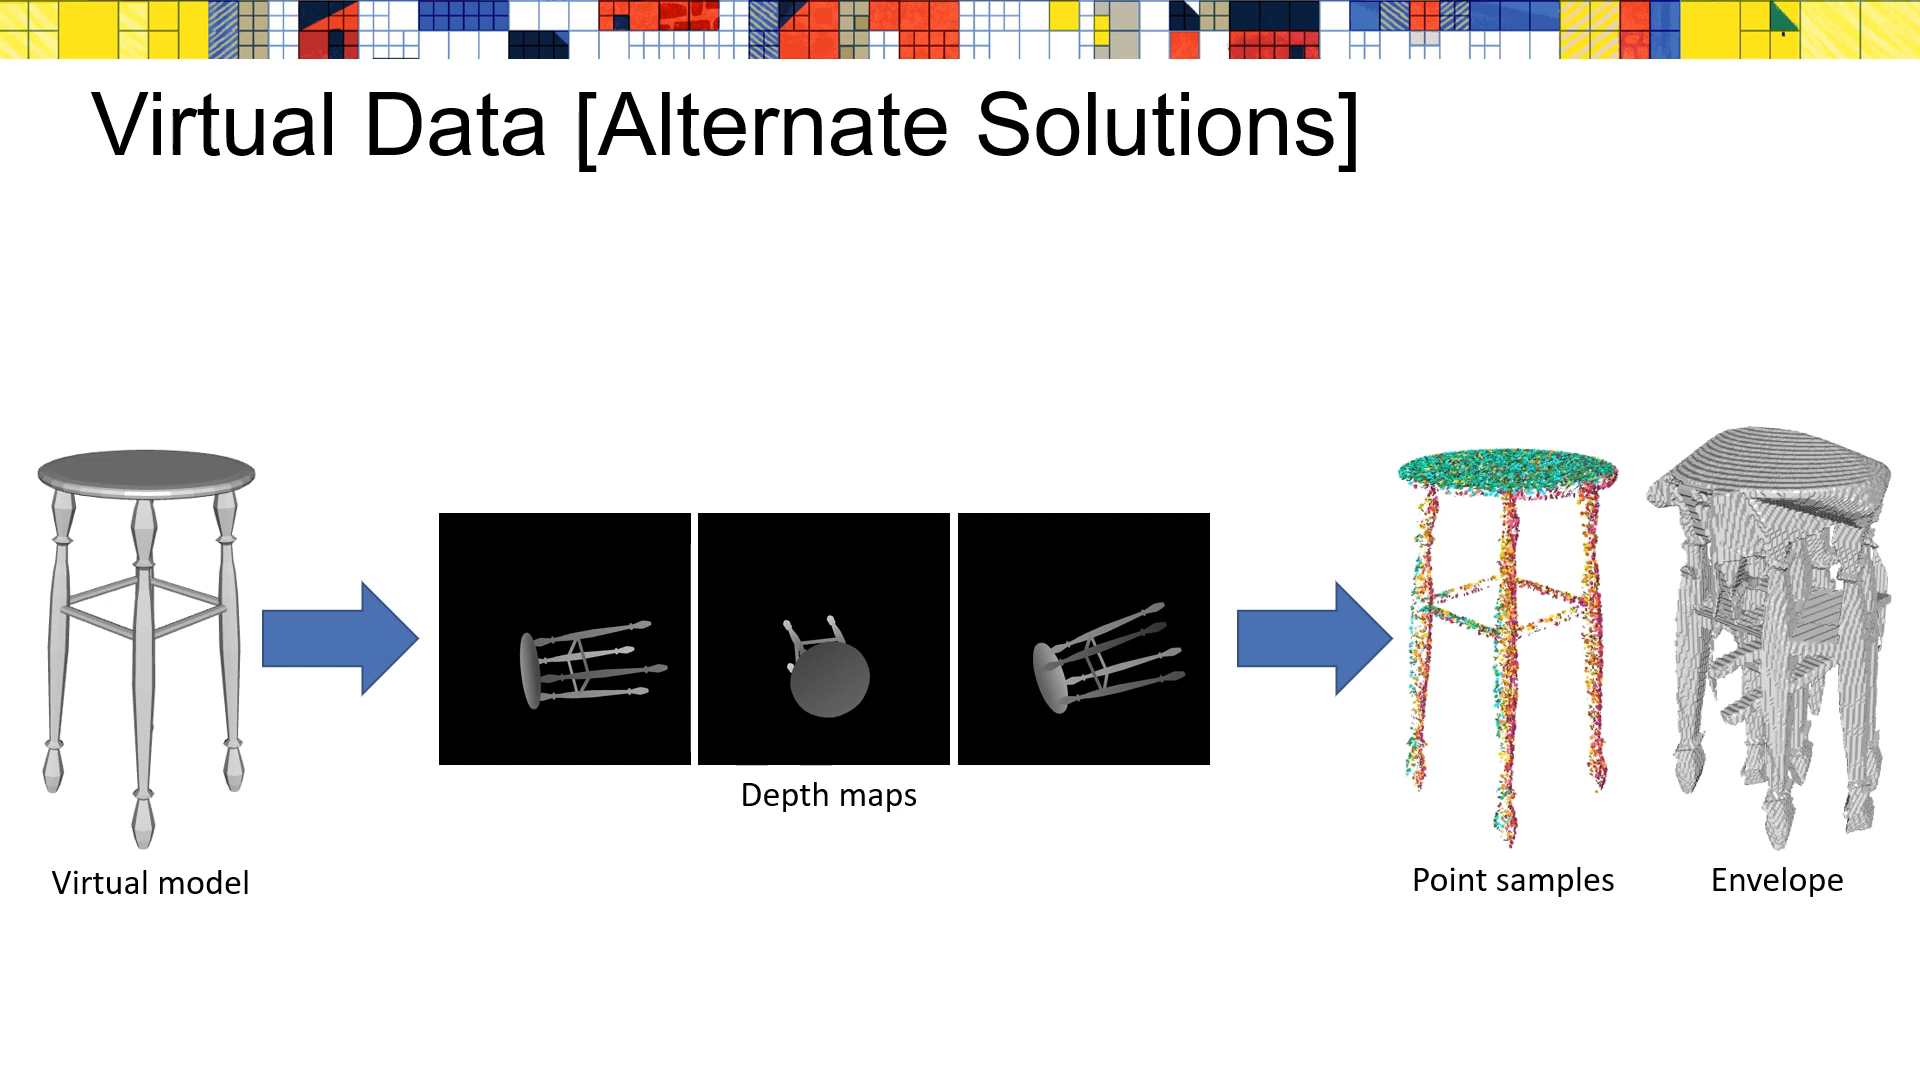 Virtual Data [Alternate Solutions]
Depth maps
Virtual model
Point samples
Envelope